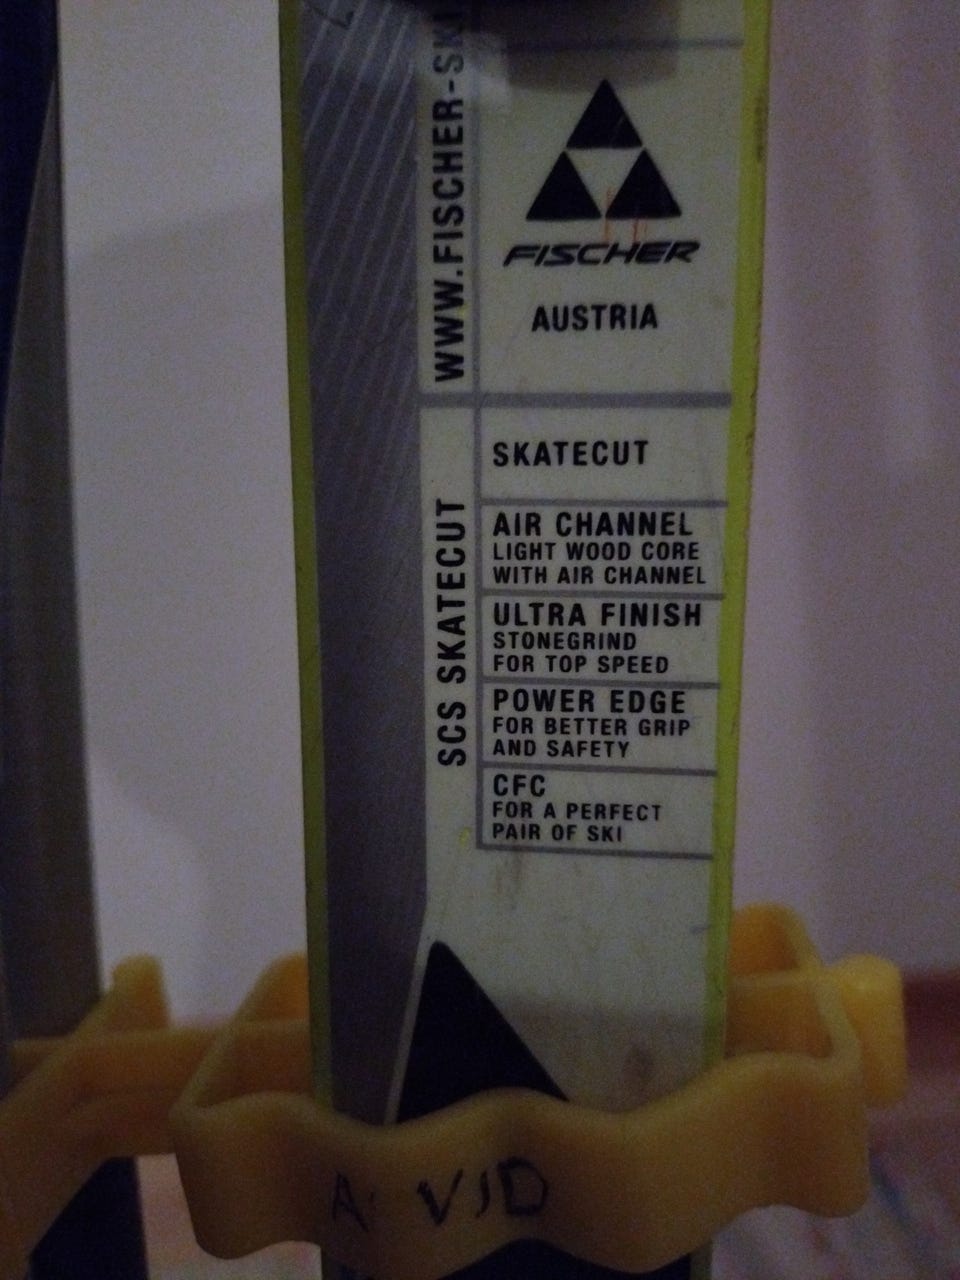 WWW.FISCHER-SKI
FISCHER
AUSTRIA
SCS SKATECUT
SKATECUT
AIR CHANNEL
LIGHT WOOD CORE
WITH AIR CHANNEL
ULTRA FINISH
STONEGRIND
FOR TOP SPEED
POWER EDGE
FOR BETTER GRIP
AND SAFETY
CFC
FOR A PERFECT
PAIR OF SKI